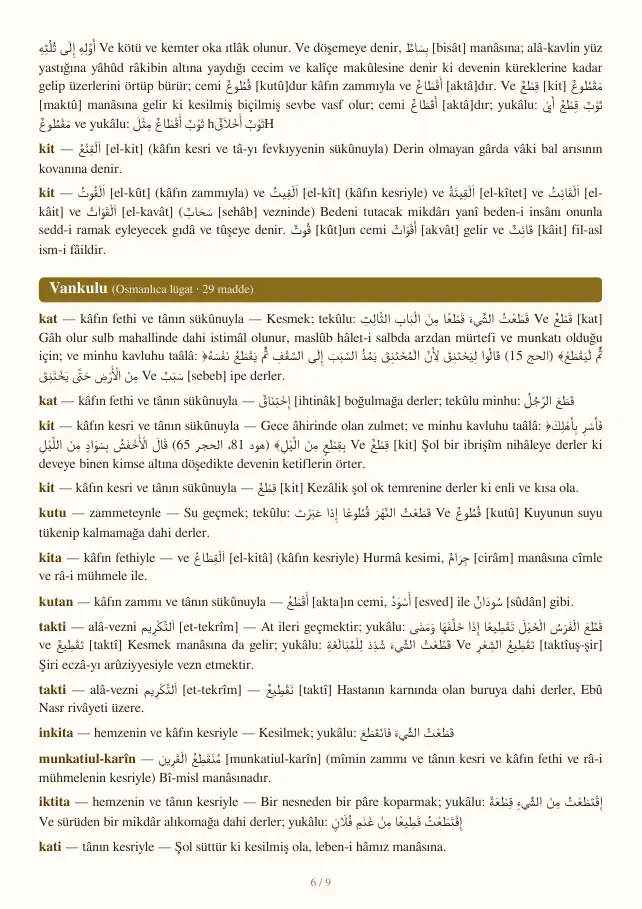 أَوَّلِهِ إِلَى ثُلُثِهِ Ve kötü ve kemter oka ıtlâk olunur. Ve döşemeye denir, بِسَاطٌ [bisât] manâsına; alâ-kavlin yüz
yastığına yâhûd râkibin altına yaydığı cecim ve kalîçe makûlesine denir ki devenin küreklerine kadar
gelip üzerlerini örtüp bürür; cemi قُطُوعٌ [kutû]dur kâfın zammıyla ve أَقْطَاعٌ [aktâ]dır. Ve قِطْعٌ [kit] مَقْطُوعٌ
[maktû] manâsına gelir ki kesilmiş biçilmiş sevbe vasf olur; cemi أَقْطَاعٌ [aktâ]dır; yukâlu: ثَوْبٌ قِطْعٌ أَيْ
مَقْطُوعٌ ve yukâlu: ثَوْبٌ أَقْطَاعٌ مِثْلَ hثَوْبٌ أَخْلَاقٌH
kit — اَلْقِتَعُ [el-kit] (kâfın kesri ve tâ-yı fevkıyyenin sükûnuyla) Derin olmayan gârda vâki bal arısının
kovanına denir.
kit — اَلْقُوتُ [el-kût] (kâfın zammıyla) ve اَلْقِيتُ [el-kît] (kâfın kesriyle) ve اَلْقِيتَةُ [el-kîtet] ve اَلْقَائِتُ [el-
kâit] ve اَلْقَوَاتُ [el-kavât] (سَحَابٌ [sehâb] vezninde) Bedeni tutacak mikdârı yanî beden-i insânı onunla
sedd-i ramak eyleyecek gıdâ ve tûşeye denir. قُوتٌ [kût]un cemi أَقْوَاتٌ [akvât] gelir ve قَائِتٌ [kâit] fil-asl
ism-i fâildir.
Vankulu (Osmanlıca lügat · 29 madde)
kat — kâfın fethi ve tânın sükûnuyla — Kesmek; tekûlu: قَطَعْتُ الشَّيْءَ قَطْعًا مِنَ الْبَابِ الثَّالِثِ Ve قَطْعٌ [kat]
Gâh olur sulb mahallinde dahi istimâl olunur, maslûb hâlet-i salbda arzdan mürtefi ve munkatı olduğu
için; ve minhu kavluhu taâlâ: ﴿ثُمَّ لْيَقْطَعْ﴾ (الحج 15) قَالُوا لِيَخْتَنِقْ لِأَنَّ الْمُخْتَنِقَ يَمُدُّ السَّبَبَ إِلَى السَّقْفِ ثُمَّ يَقْطَعُ نَفْسَهُ
مِنَ الْأَرْضِ حَتَّى يَخْتَنِقَ Ve سَبَبٌ [sebeb] ipe derler.
kat — kâfın fethi ve tânın sükûnuyla — إِخْتِنَاقٌ [ihtinâk] boğulmağa derler; tekûlu minhu: قَطَعَ الرَّجُلُ
kit — kâfın kesri ve tânın sükûnuyla — Gece âhirinde olan zulmet; ve minhu kavluhu taâlâ: ﴿فَأَسْرِ بِأَهْلِكَ
بِقِطْعٍ مِنَ الَّيْلِ﴾ (هود 81، الحجر 65) قَالَ الْأَخْفَشُ بِسَوَادٍ مِنَ اللَّيْلِ Ve قِطْعٌ [kit] Şol bir ibrişîm nihâleye derler ki
deveye binen kimse altına döşedikte devenin ketiflerin örter.
kit — kâfın kesri ve tânın sükûnuyla — قِطْعٌ [kit] Kezâlik şol ok temrenine derler ki enli ve kısa ola.
kutu — zammeteynle — Su geçmek; tekûlu: قَطَعْتُ النَّهْرَ قُطُوعًا إِذَا عَبَرْتَ Ve قُطُوعٌ [kutû] Kuyunun suyu
tükenip kalmamağa dahi derler.
kita — kâfın fethiyle — ve اَلْقِطَاعُ [el-kitâ] (kâfın kesriyle) Hurmâ kesimi, جِرَامٌ [cirâm] manâsına cîmle
ve râ-i mühmele ile.
kutan — kâfın zammı ve tânın sükûnuyla — أَقْطَعُ [akta]ın cemi, أَسْوَدُ [esved] ile سُودَانٌ [sûdân] gibi.
takti — alâ-vezni اَلتَّكْرِيم [et-tekrîm] — At ileri geçmektir; yukâlu: قَطَّعَ الْفَرَسُ الْخَيْلَ تَقْطِيعًا إِذَا خَلَّفَهَا وَمَضَى
ve تَقْطِيعٌ [taktî] Kesmek manâsına da gelir; yukâlu: قَطَّعْتُ الشَّيْءَ شُدِّدَ لِلْمُبَالَغَةِ Ve تَقْطِيعُ الشِّعْرِ [taktîuş-şir]
Şiri eczâ-yı arûziyyesiyle vezn etmektir.
takti — alâ-vezni اَلتَّكْرِيم [et-tekrîm] — تَقْطِيعٌ [taktî] Hastanın karnında olan buruya dahi derler, Ebû
Nasr rivâyeti üzere.
inkita — hemzenin ve kâfın kesriyle — Kesilmek; yukâlu: قَطَعْتُ الشَّيْءَ فَانْقَطَعَ
munkatiul-karîn — مُنْقَطِعُ الْقَرِينِ [munkatiul-karîn] (mîmin zammı ve tânın kesri ve kâfın fethi ve râ-i
mühmelenin kesriyle) Bî-misl manâsınadır.
iktita — hemzenin ve tânın kesriyle — Bir nesneden bir pâre koparmak; yukâlu: إِقْتَطَعْتُ مِنَ الشَّيْءِ قِطْعَةً
Ve sürüden bir mikdâr alıkomağa dahi derler; yukâlu: إِقْتَطَعْتُ قَطِيعًا مِنْ غَنَمِ فُلَانٍ
kati — tânın kesriyle — Şol süttür ki kesilmiş ola, leben-i hâmız manâsına.
6 / 9